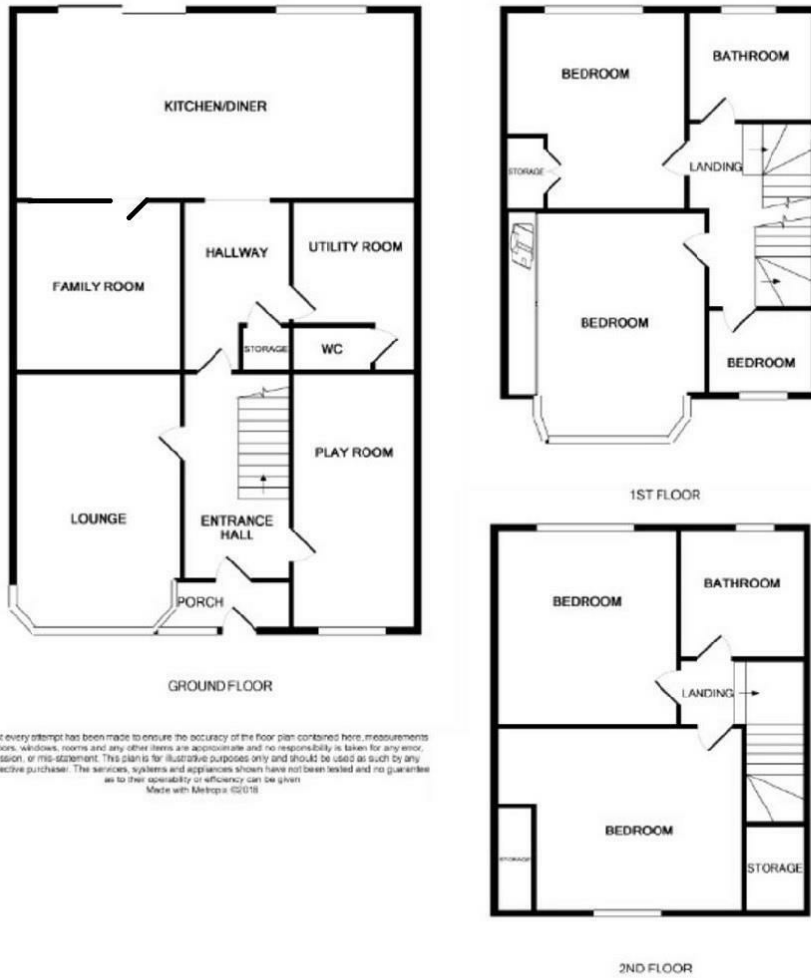 KITCHEN/DINER
HALLWAY
UTILITY ROOM
FAMILY ROOM
STORAGE
WC
PLAY ROOM
LOUNGE
ENTRANCE
HALL
PORCH
GROUND FLOOR
t every attempt has been made to ensure the accuracy of the floor plan contained here, measurements
ors, windows, rooms and any other items are approximate and no responsibility is taken for any error,
ssion, or mis-statement. This plan is for illustrative purposes only and should be used as such by any
ective purchaser. The services, systems and appliances shown have not been tested and no guarantee
as to their operability or efficiency can be given
Made with Metropix ©2018
BEDROOM
BATHROOM
STORAGE
LANDING
BEDROOM
BEDROOM
1ST FLOOR
BEDROOM
BATHROOM
LANDING
BEDROOM
STORAGE
STORAGE
2ND FLOOR